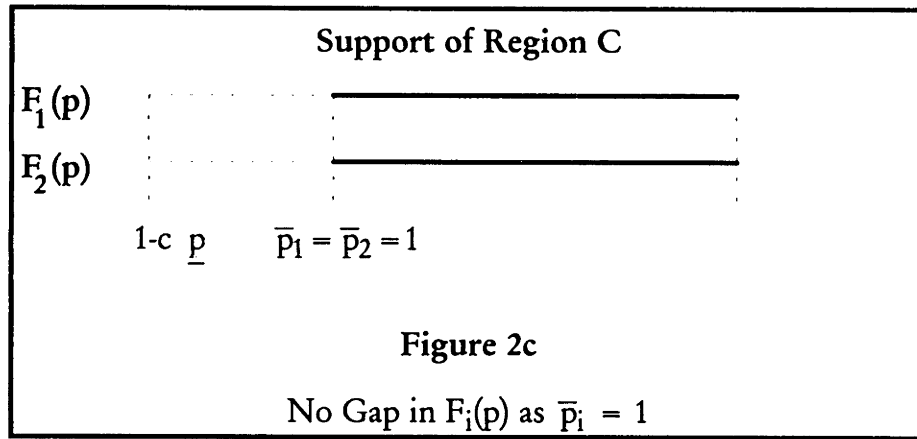 Support of Region C
F₁(p)
F₂(p)
1-c p̲ p̅₁ = p̅₂ = 1
Figure 2c
No Gap in Fᵢ(p) as p̅ᵢ = 1